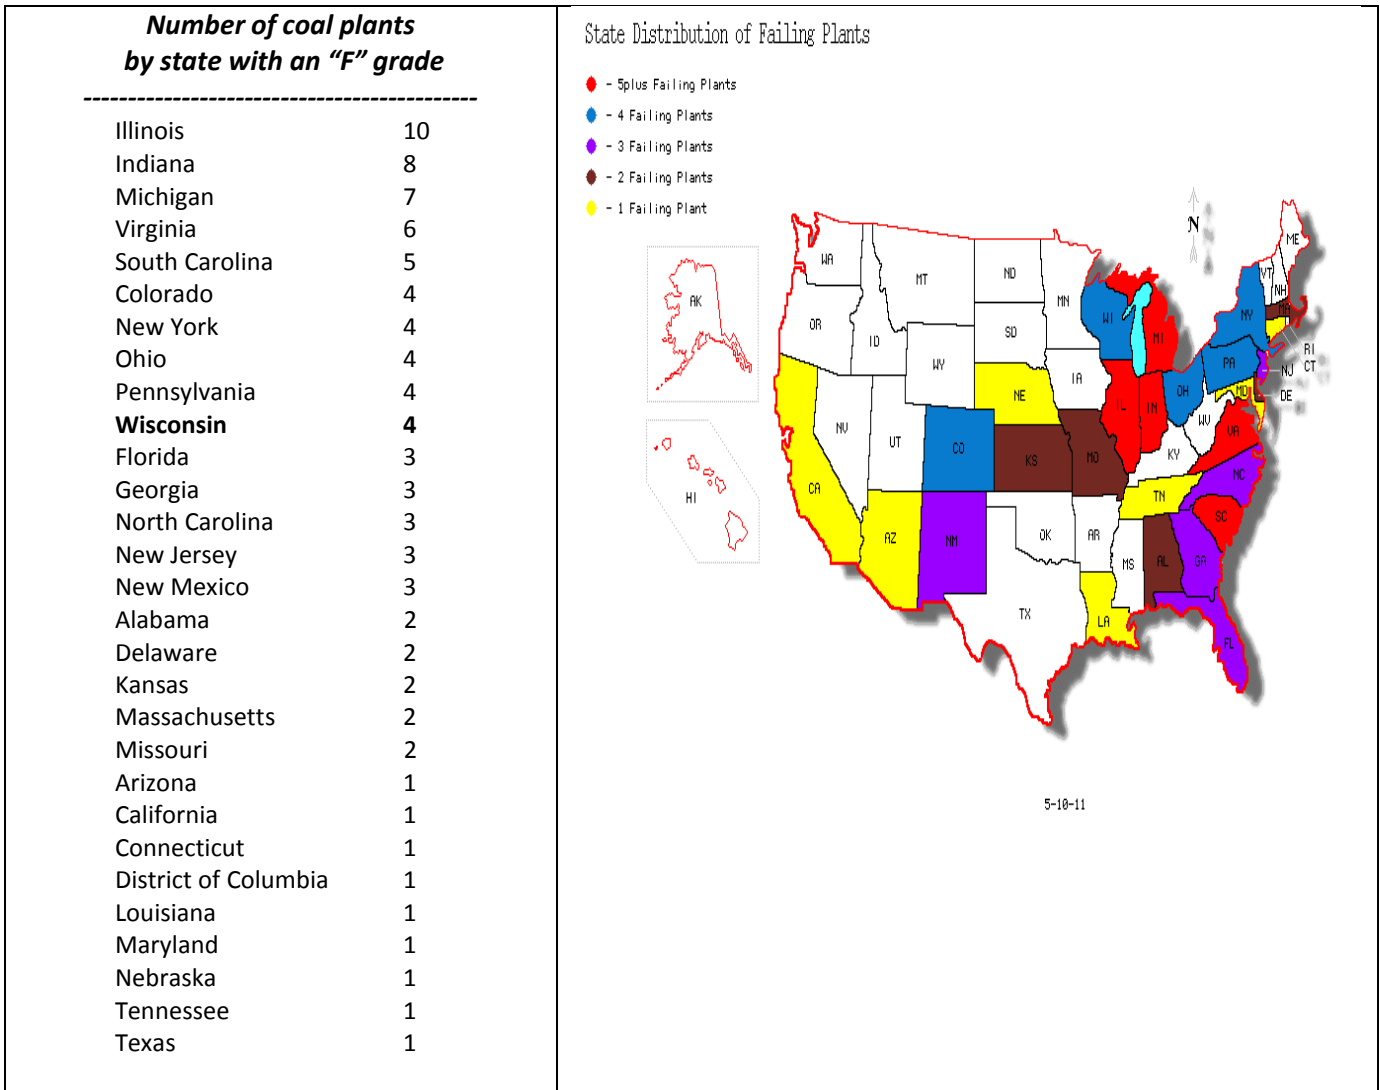 Number of coal plants
by state with an “F” grade
--------------------------------------------
Illinois 10
Indiana 8
Michigan 7
Virginia 6
South Carolina 5
Colorado 4
New York 4
Ohio 4
Pennsylvania 4
Wisconsin 4
Florida 3
Georgia 3
North Carolina 3
New Jersey 3
New Mexico 3
Alabama 2
Delaware 2
Kansas 2
Massachusetts 2
Missouri 2
Arizona 1
California 1
Connecticut 1
District of Columbia 1
Louisiana 1
Maryland 1
Nebraska 1
Tennessee 1
Texas 1
State Distribution of Failing Plants
- 5plus Failing Plants
- 4 Failing Plants
- 3 Failing Plants
- 2 Failing Plants
- 1 Failing Plant
N
ME
WA
MT
ND
MN
VT
NH
AK
OR
ID
SD
WI
MI
NY
MA
RI
CT
WY
IA
PA
NJ
NE
OH
MD
DE
IL
IN
NV
UT
CO
WV
VA
KS
MO
KY
HI
CA
NC
TN
SC
AZ
NM
OK
AR
MS
AL
GA
TX
LA
FL
5-10-11